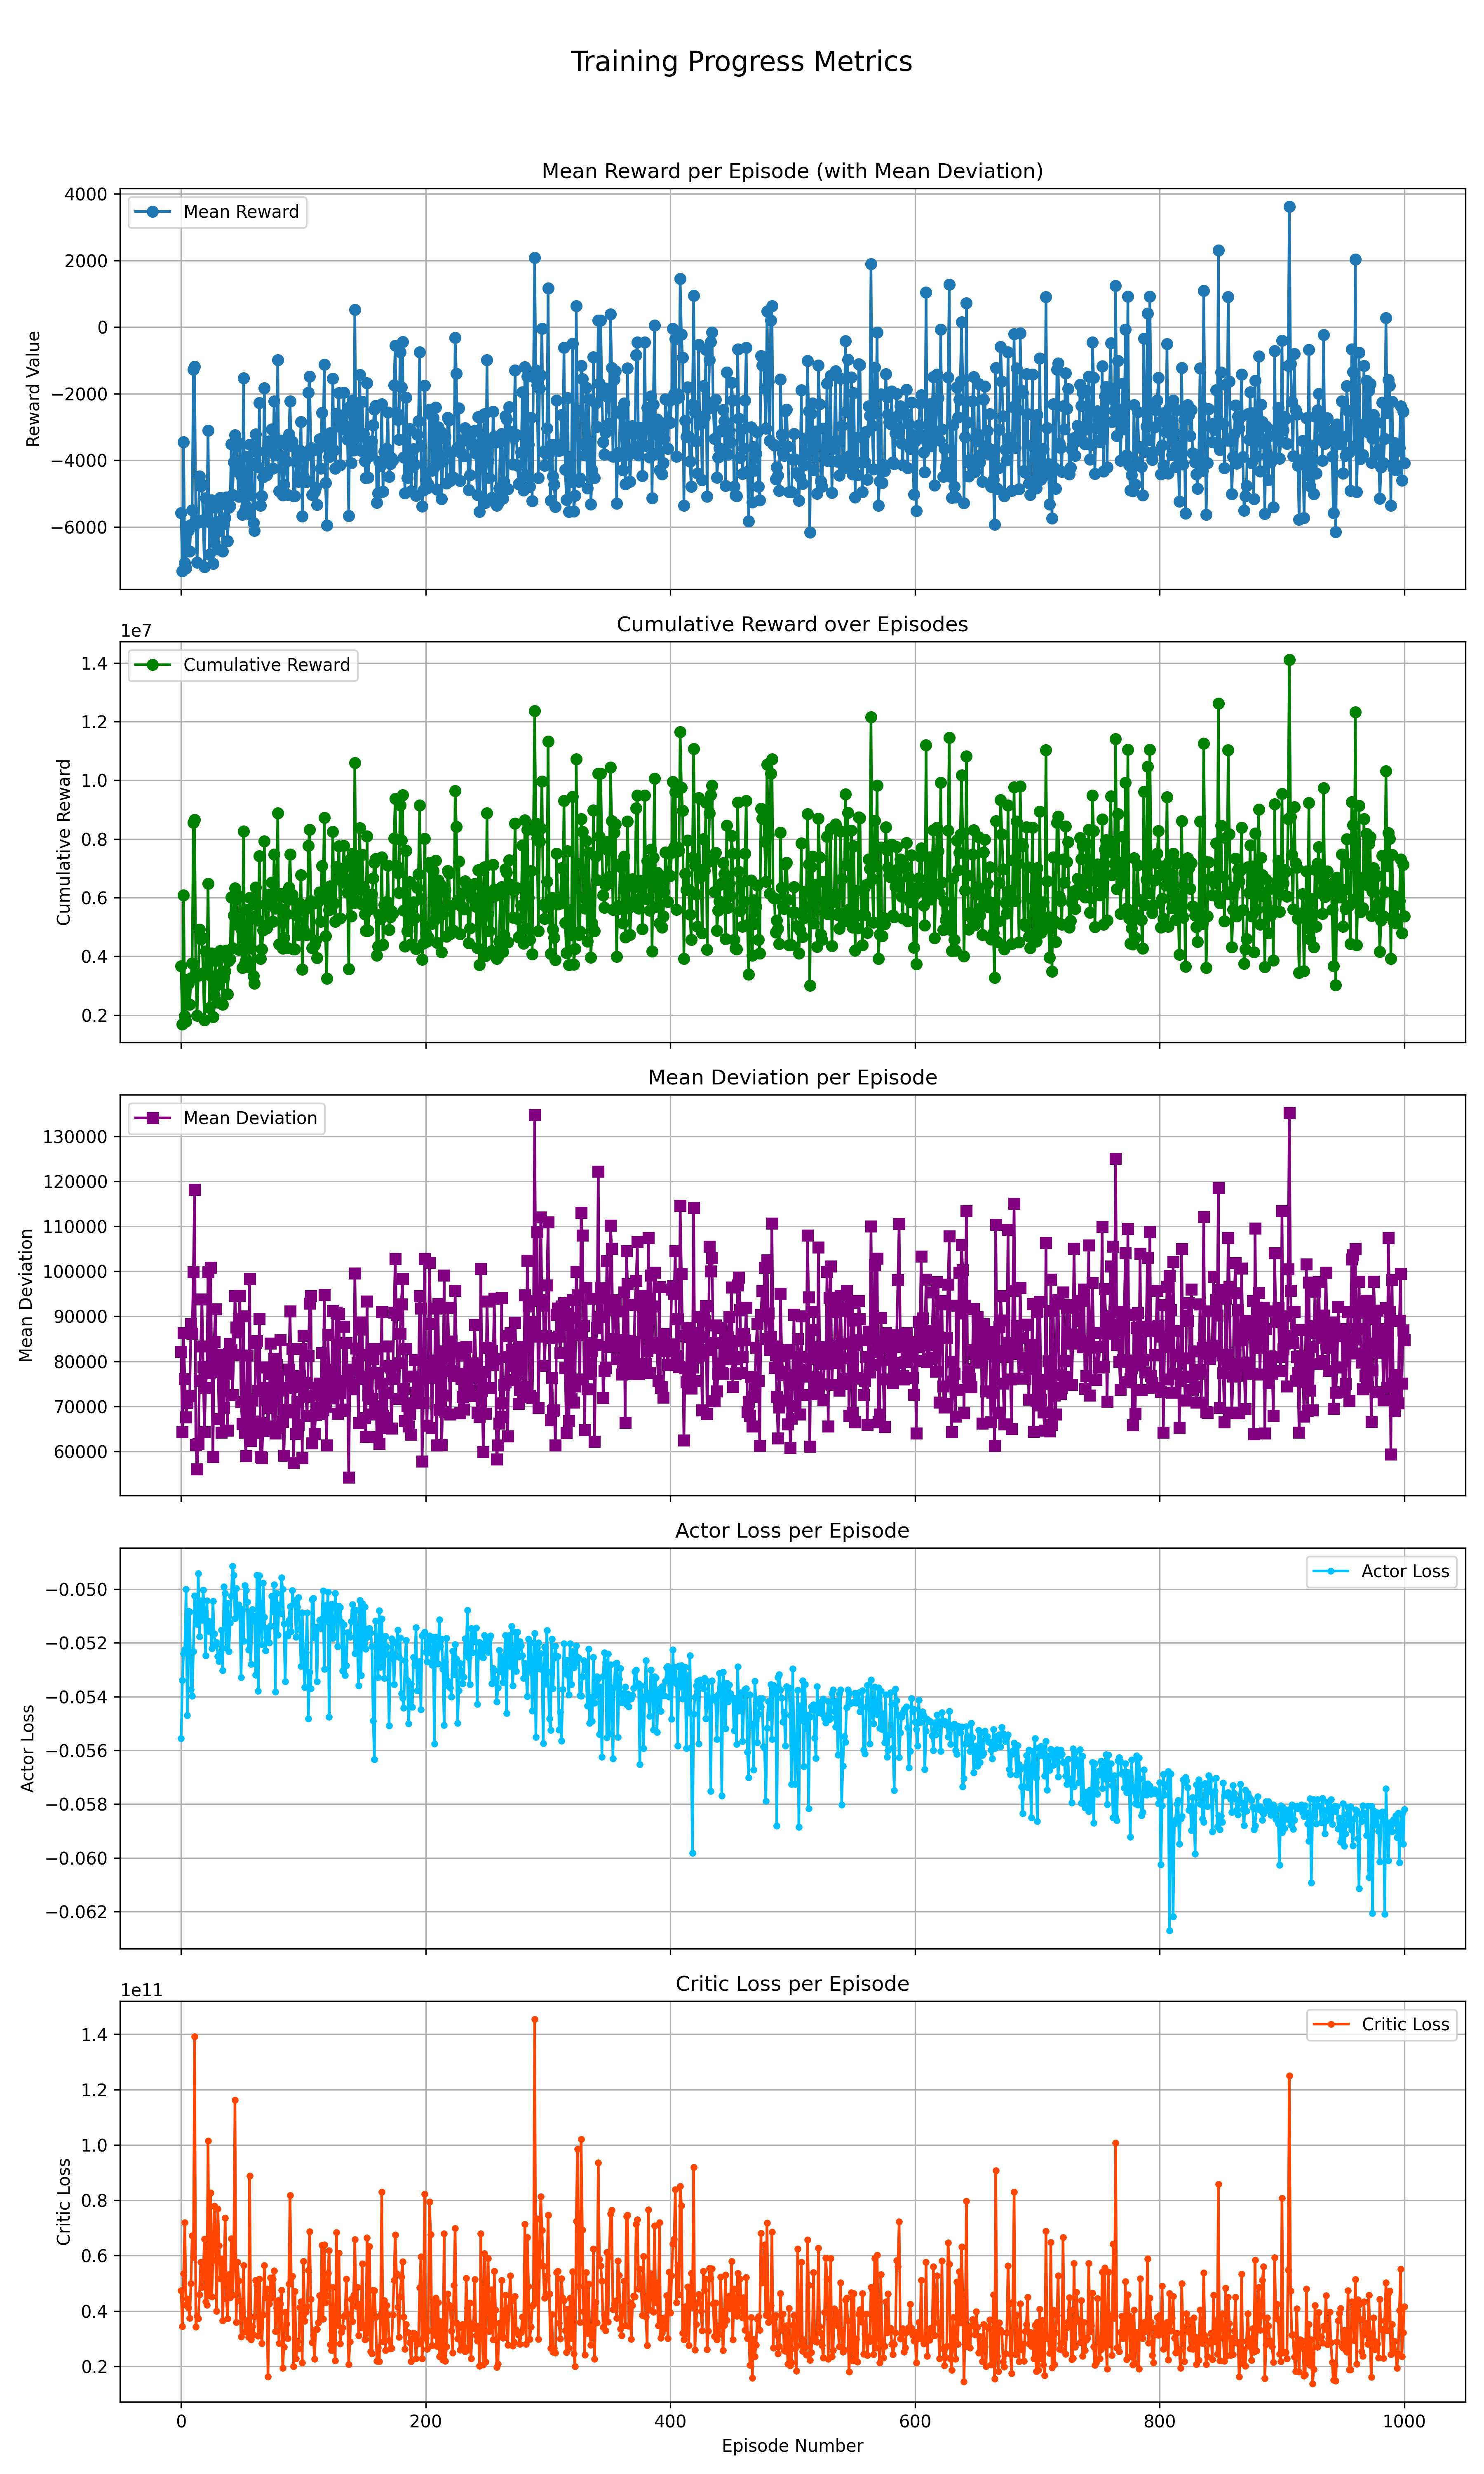 Training Progress Metrics
Mean Reward per Episode (with Mean Deviation)
Mean Reward
Reward Value
4000
2000
0
−2000
−4000
−6000
Cumulative Reward over Episodes
1e7
Cumulative Reward
Cumulative Reward
1.4
1.2
1.0
0.8
0.6
0.4
0.2
Mean Deviation per Episode
Mean Deviation
Mean Deviation
130000
120000
110000
100000
90000
80000
70000
60000
Actor Loss per Episode
Actor Loss
Actor Loss
−0.050
−0.052
−0.054
−0.056
−0.058
−0.060
−0.062
Critic Loss per Episode
1e11
Critic Loss
Critic Loss
1.4
1.2
1.0
0.8
0.6
0.4
0.2
0 200 400 600 800 1000
Episode Number